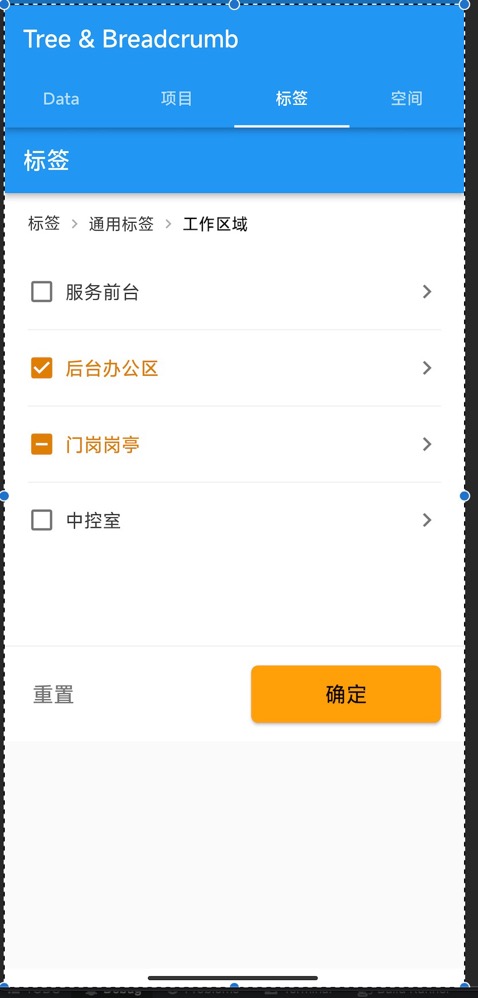 Tree & Breadcrumb
Data 项目 标签 空间
标签
标签 > 通用标签 > 工作区域
服务前台
后台办公区
门岗岗亭
中控室
重置 确定